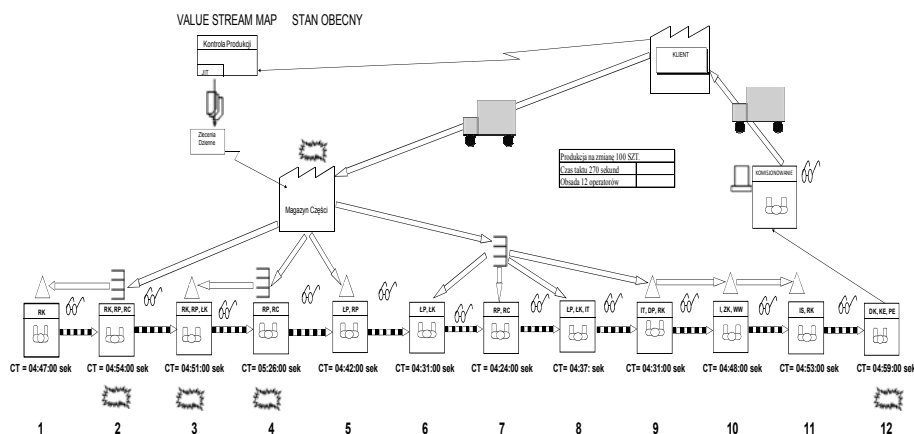 VALUE STREAM MAP STAN OBECNY
Kontrola Produkcji
JIT
KLIENT
Zlecenia
Dzienne
Produkcja na zmianę 100 SZT.
Czas taktu 270 sekund
Obsada 12 operatorów
KOMISJONOWANIE
Magazyn Części
RK
RK, RP, RC
RK, RP, ŁK
RP, RC
ŁP, RP
ŁP, ŁK
RP, RC
ŁP, ŁK, IT
IT, DP, RK
I, ZK, WW
IS, RK
DK, KE, PE
CT = 04:47:00 sek
CT= 04:54:00 sek
CT= 04:51:00 sek
CT= 05:26:00 sek
CT= 04:42:00 sek
CT= 04:31:00 sek
CT= 04:24:00 sek
CT= 04:37: sek
CT= 04:31:00 sek
CT= 04:48:00 sek
CT= 04:53:00 sek
CT= 04:59:00 sek
1 2 3 4 5 6 7 8 9 10 11 12